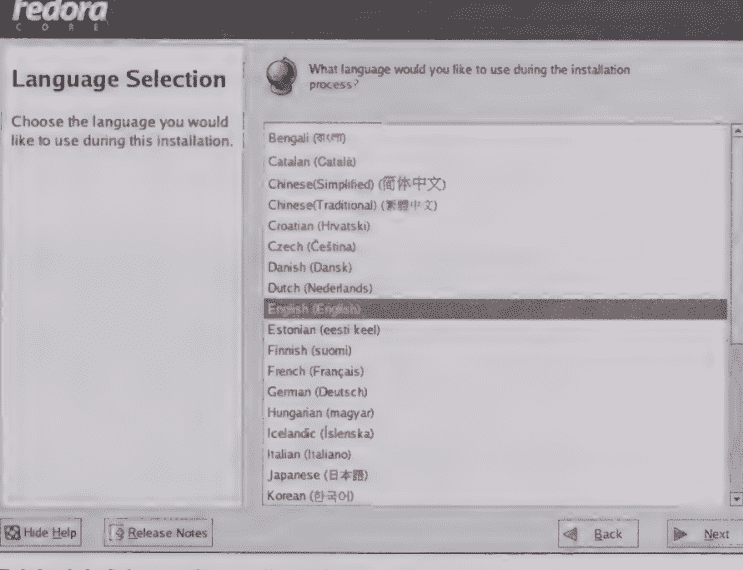 fedora
CORE
Language Selection
Choose the language you would
like to use during this installation.
What language would you like to use during the installation
process?
Bengali (বাংলা)
Catalan (Català)
Chinese(Simplified) (简体中文)
Chinese(Traditional) (繁體中文)
Croatian (Hrvatski)
Czech (Čeština)
Danish (Dansk)
Dutch (Nederlands)
English (English)
Estonian (eesti keel)
Finnish (suomi)
French (Français)
German (Deutsch)
Hungarian (magyar)
Icelandic (Íslenska)
Italian (Italiano)
Japanese (日本語)
Korean (한국어)
Hide Help
Release Notes
Back
Next